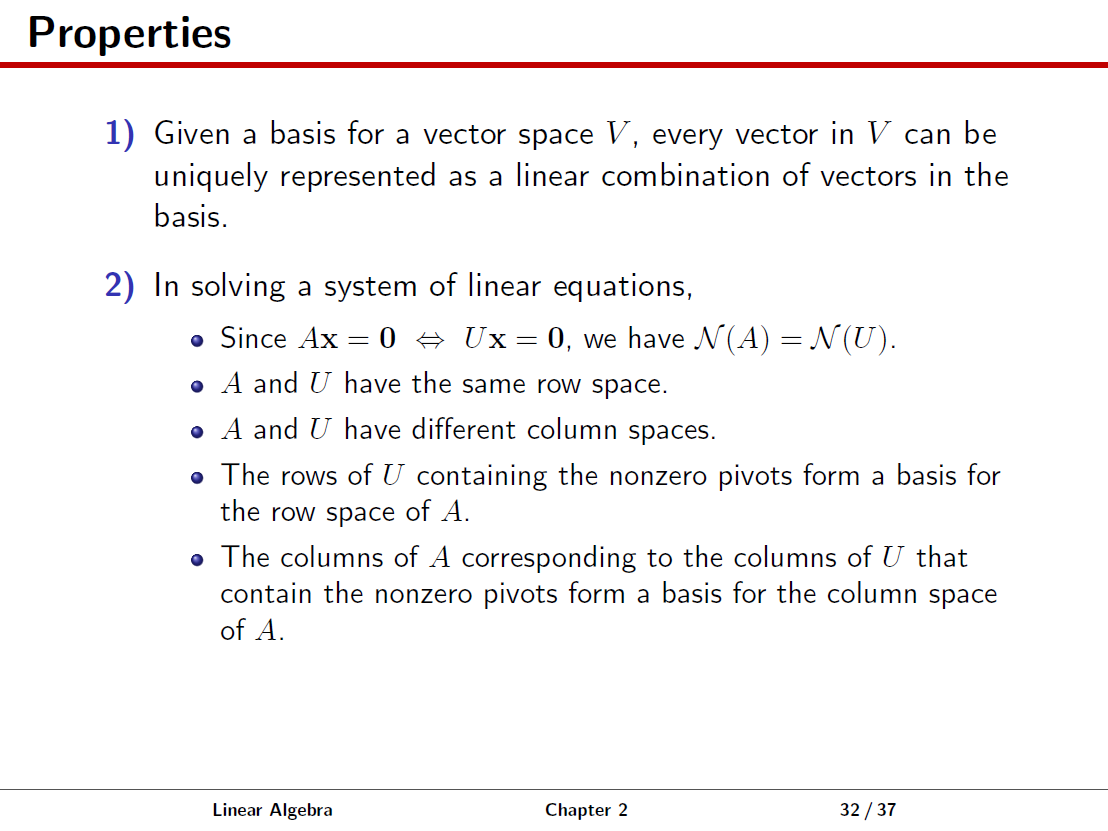 Properties
1) Given a basis for a vector space V, every vector in V can be
uniquely represented as a linear combination of vectors in the
basis.
2) In solving a system of linear equations,
Since Ax = 0 ⇔ Ux = 0, we have 𝒩(A) = 𝒩(U).
A and U have the same row space.
A and U have different column spaces.
The rows of U containing the nonzero pivots form a basis for
the row space of A.
The columns of A corresponding to the columns of U that
contain the nonzero pivots form a basis for the column space
of A.
Linear Algebra Chapter 2 32 / 37